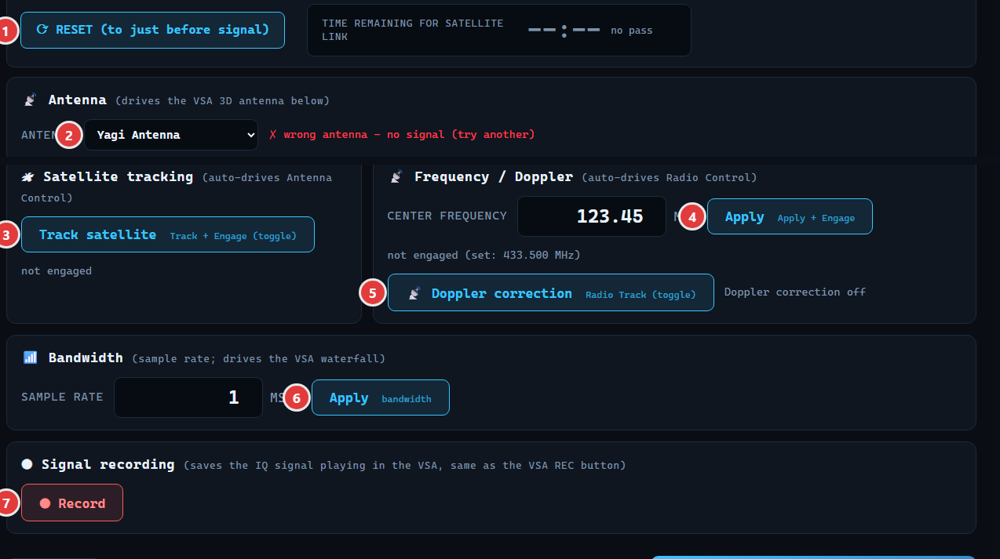 1 RESET (to just before signal)
TIME REMAINING FOR SATELLITE
LINK
——:—— no pass
Antenna (drives the VSA 3D antenna below)
2 Yagi Antenna ✗ wrong antenna — no signal (try another)
Satellite tracking (auto-drives Antenna
Control)
3 Track satellite Track + Engage (toggle)
not engaged
Frequency / Doppler (auto-drives Radio Control)
CENTER FREQUENCY 123.45 4 Apply Apply + Engage
not engaged (set: 433.500 MHz)
5 Doppler correction Radio Track (toggle) Doppler correction off
Bandwidth (sample rate; drives the VSA waterfall)
SAMPLE RATE 1 6 Apply bandwidth
Signal recording (saves the IQ signal playing in the VSA, same as the VSA REC button)
7 Record